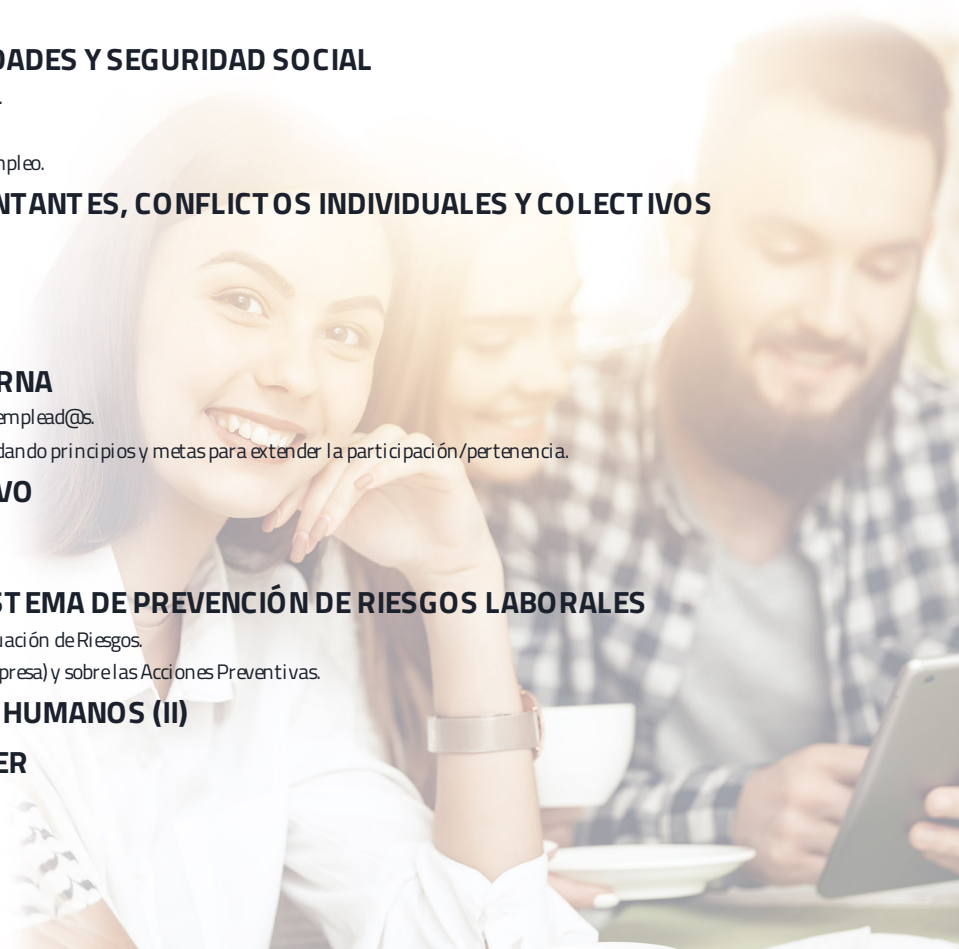 DADES Y SEGURIDAD SOCIAL
.
mpleo.
NTANTES, CONFLICTOS INDIVIDUALES Y COLECTIVOS
RNA
emplead@s.
dando principios y metas para extender la participación/pertenencia.
VO
STEMA DE PREVENCIÓN DE RIESGOS LABORALES
uación de Riesgos.
presa) y sobre las Acciones Preventivas.
HUMANOS (II)
ER